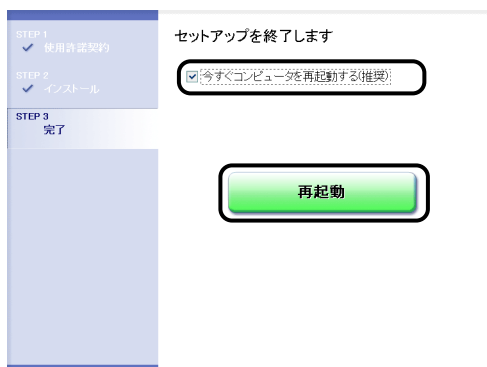 STEP 1
使用許諾契約
STEP 2
インストール
STEP 3
完了
セットアップを終了します
今すぐコンピュータを再起動する(推奨)
再起動